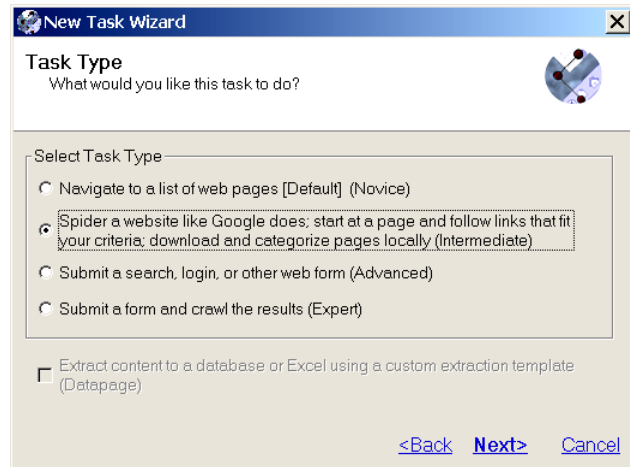 New Task Wizard
Task Type
What would you like this task to do?
Select Task Type
Navigate to a list of web pages [Default] (Novice)
Spider a website like Google does; start at a page and follow links that fit
your criteria; download and categorize pages locally (Intermediate)
Submit a search, login, or other web form (Advanced)
Submit a form and crawl the results (Expert)
Extract content to a database or Excel using a custom extraction template
(Datapage)
<Back Next> Cancel